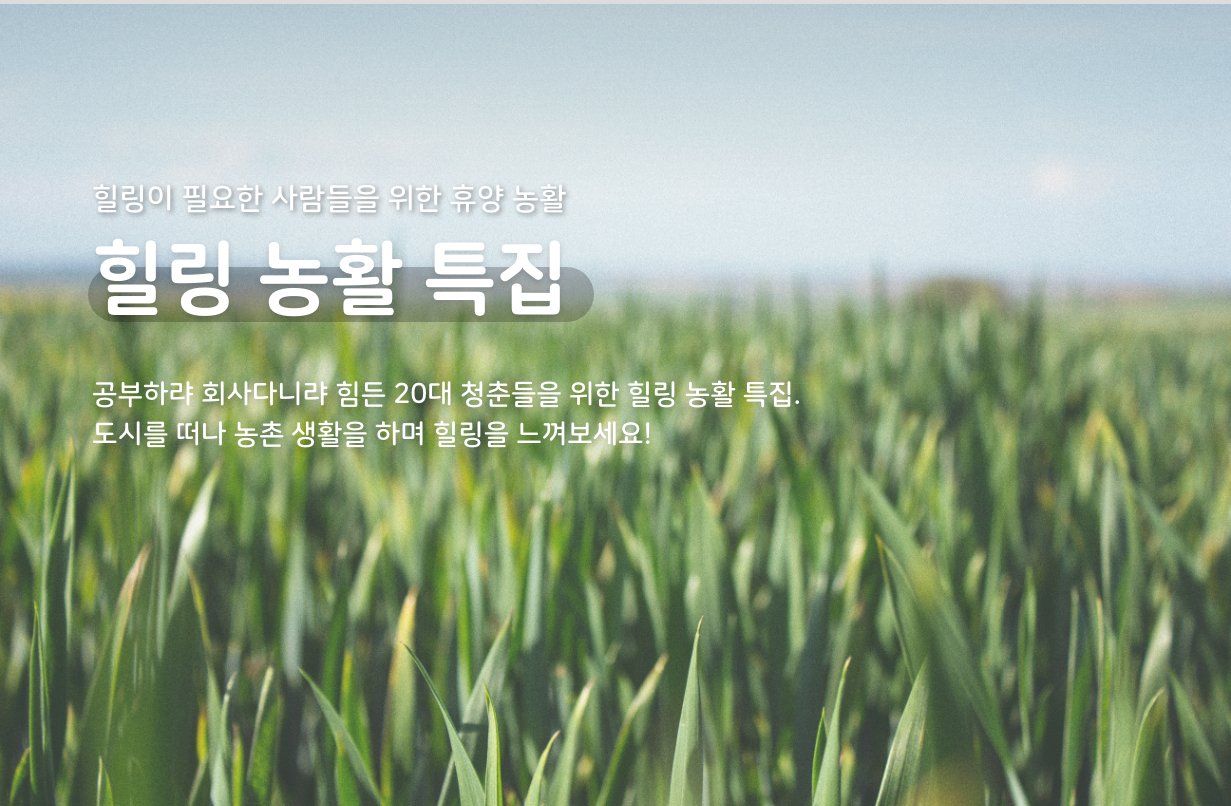 힐링이 필요한 사람들을 위한 휴양 농활
힐링 농활 특집
공부하랴 회사다니랴 힘든 20대 청춘들을 위한 힐링 농활 특집.
도시를 떠나 농촌 생활을 하며 힐링을 느껴보세요!